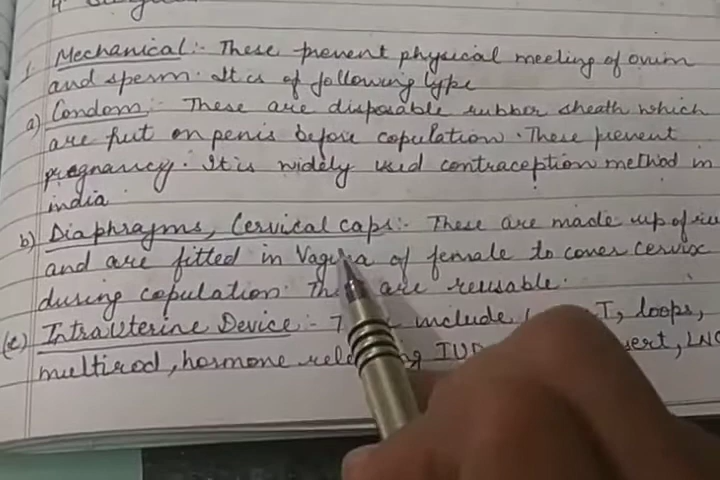 4.
1. Mechanical :- These prevent physical meeting of ovum
and sperm. It is of following type
a) Condom :- These are disposable rubber sheath which
are put on penis before copulation. These prevent
pregnancy. It is widely used contraception method in
india.
b) Diaphragms, Cervical caps :- These are made up of
and are fitted in Vagina of female to cover cervix
during copulation. are reusable.
(c) Intrauterine Device - include T, loops,
multirod, hormone IUD